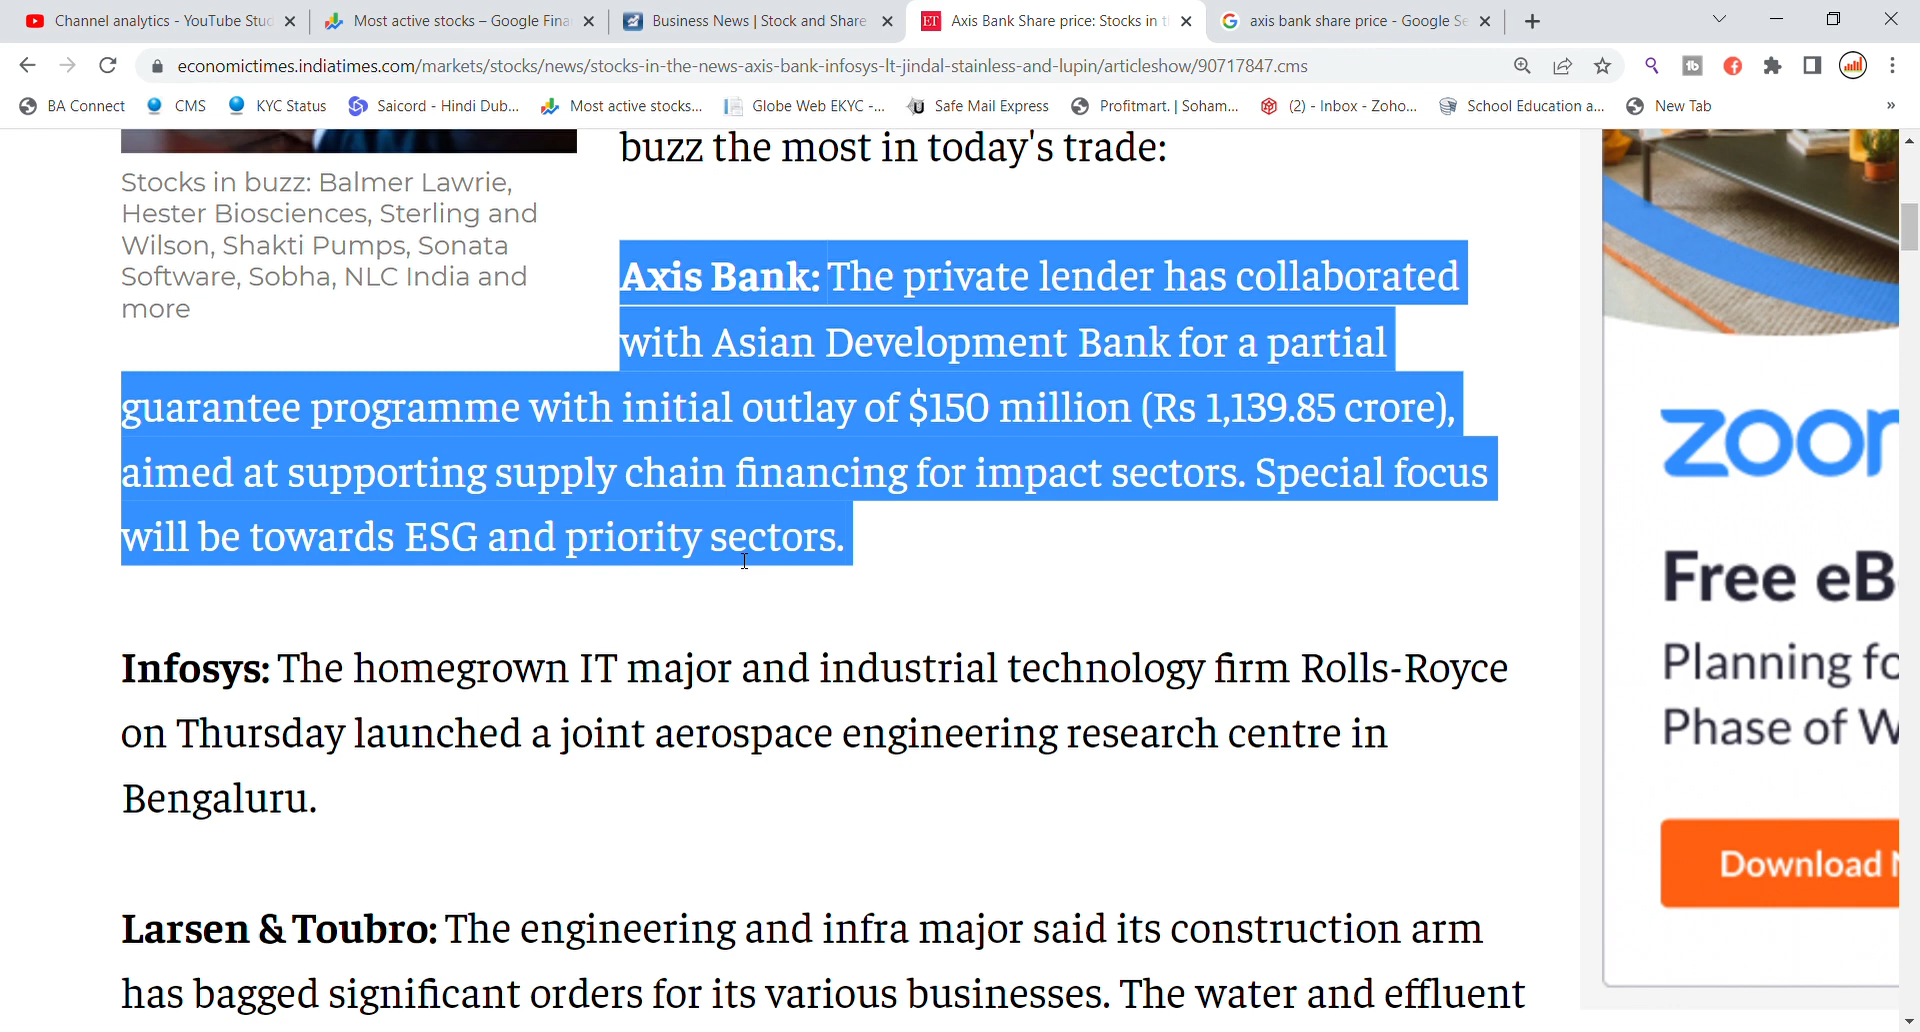 Channel analytics - YouTube Stud
Most active stocks – Google Fina
Business News | Stock and Share
ET
Axis Bank Share price: Stocks in t
axis bank share price - Google Se
economictimes.indiatimes.com/markets/stocks/news/stocks-in-the-news-axis-bank-infosys-lt-jindal-stainless-and-lupin/articleshow/90717847.cms
BA Connect
CMS
KYC Status
Saicord - Hindi Dub...
Most active stocks...
Globe Web EKYC -...
Safe Mail Express
Profitmart. | Soham...
(2) - Inbox - Zoho...
School Education a...
New Tab
»
buzz the most in today's trade:
Stocks in buzz: Balmer Lawrie,
Hester Biosciences, Sterling and
Wilson, Shakti Pumps, Sonata
Software, Sobha, NLC India and
more
Axis Bank: The private lender has collaborated
with Asian Development Bank for a partial
guarantee programme with initial outlay of $150 million (Rs 1,139.85 crore),
aimed at supporting supply chain financing for impact sectors. Special focus
will be towards ESG and priority sectors.
Infosys: The homegrown IT major and industrial technology firm Rolls-Royce
on Thursday launched a joint aerospace engineering research centre in
Bengaluru.
Larsen & Toubro: The engineering and infra major said its construction arm
has bagged significant orders for its various businesses. The water and effluent
zoom
Free eB
Planning fo
Phase of W
Download N